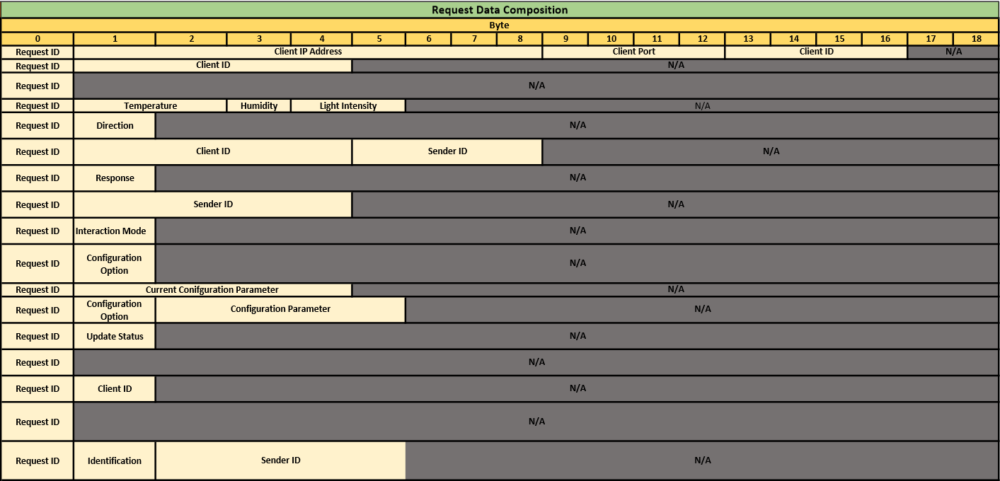 Request Data Composition
Byte
0 1 2 3 4 5 6 7 8 9 10 11 12 13 14 15 16 17 18
Request ID Client IP Address Client Port Client ID N/A
Request ID Client ID N/A
Request ID N/A
Request ID Temperature Humidity Light Intensity N/A
Request ID Direction N/A
Request ID Client ID Sender ID N/A
Request ID Response N/A
Request ID Sender ID N/A
Request ID Interaction Mode N/A
Request ID Configuration Option N/A
Request ID Current Conifguration Parameter N/A
Request ID Configuration Option Configuration Parameter N/A
Request ID Update Status N/A
Request ID N/A
Request ID Client ID N/A
Request ID N/A
Request ID Identification Sender ID N/A